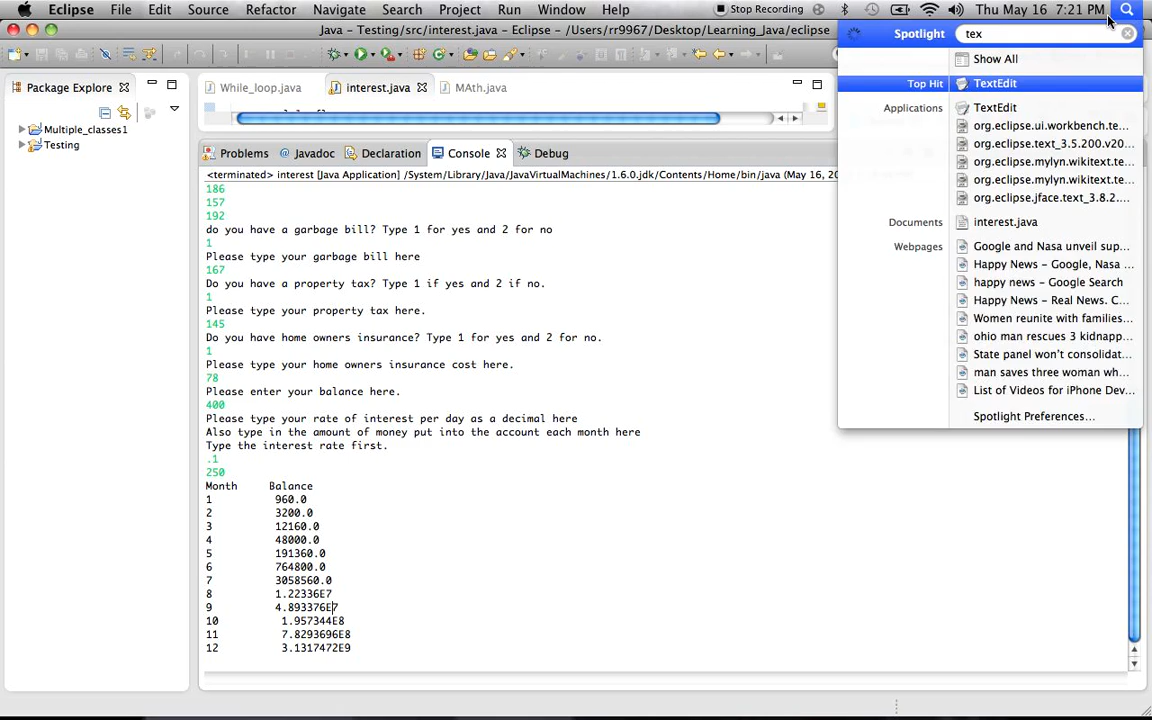 Eclipse File Edit Source Refactor Navigate Search Project Run Window Help Stop Recording Thu May 16 7:21 PM
Java – Testing/src/interest.java – Eclipse – /Users/rr9967/Desktop/Learning_Java/eclipse
Spotlight tex
Show All
Top Hit TextEdit
Applications TextEdit
org.eclipse.ui.workbench.te...
org.eclipse.text_3.5.200.v20...
org.eclipse.mylyn.wikitext.te...
org.eclipse.mylyn.wikitext.te...
org.eclipse.jface.text_3.8.2....
Documents interest.java
Webpages Google and Nasa unveil sup...
Happy News – Google, Nasa ...
happy news – Google Search
Happy News – Real News. C...
Women reunite with families...
ohio man rescues 3 kidnapp...
State panel won't consolidat...
man saves three woman wh...
List of Videos for iPhone Dev...
Spotlight Preferences...
Package Explorer
Multiple_classes1
Testing
While_loop.java interest.java MAth.java
Problems Javadoc Declaration Console Debug
<terminated> interest [Java Application] /System/Library/Java/JavaVirtualMachines/1.6.0.jdk/Contents/Home/bin/java (May 16, 20
186
157
192
do you have a garbage bill? Type 1 for yes and 2 for no
1
Please type your garbage bill here
167
Do you have a property tax? Type 1 if yes and 2 if no.
1
Please type your property tax here.
145
Do you have home owners insurance? Type 1 for yes and 2 for no.
1
Please type your home owners insurance cost here.
78
Please enter your balance here.
400
Please type your rate of interest per day as a decimal here
Also type in the amount of money put into the account each month here
Type the interest rate first.
.1
250
Month Balance
1 960.0
2 3200.0
3 12160.0
4 48000.0
5 191360.0
6 764800.0
7 3058560.0
8 1.22336E7
9 4.893376E7
10 1.957344E8
11 7.8293696E8
12 3.1317472E9